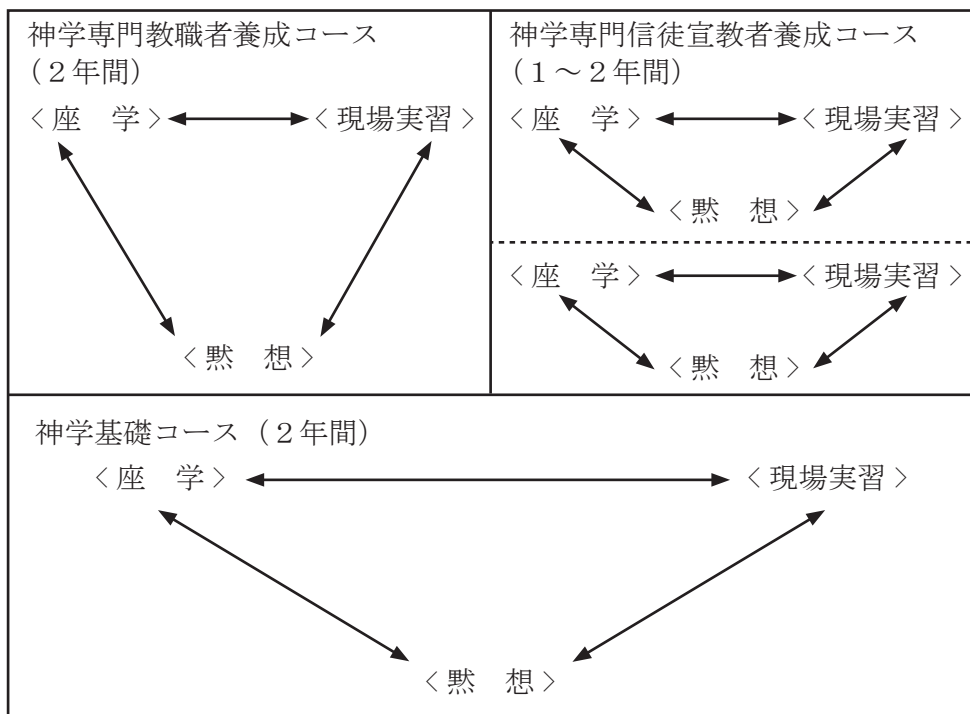 神学専門教職者養成コース
（２年間）
＜座　学＞　＜現場実習＞
＜黙　想＞
神学専門信徒宣教者養成コース
（１～２年間）
＜座　学＞　＜現場実習＞
＜黙　想＞
＜座　学＞　＜現場実習＞
＜黙　想＞
神学基礎コース（２年間）
＜座　学＞　＜現場実習＞
＜黙　想＞